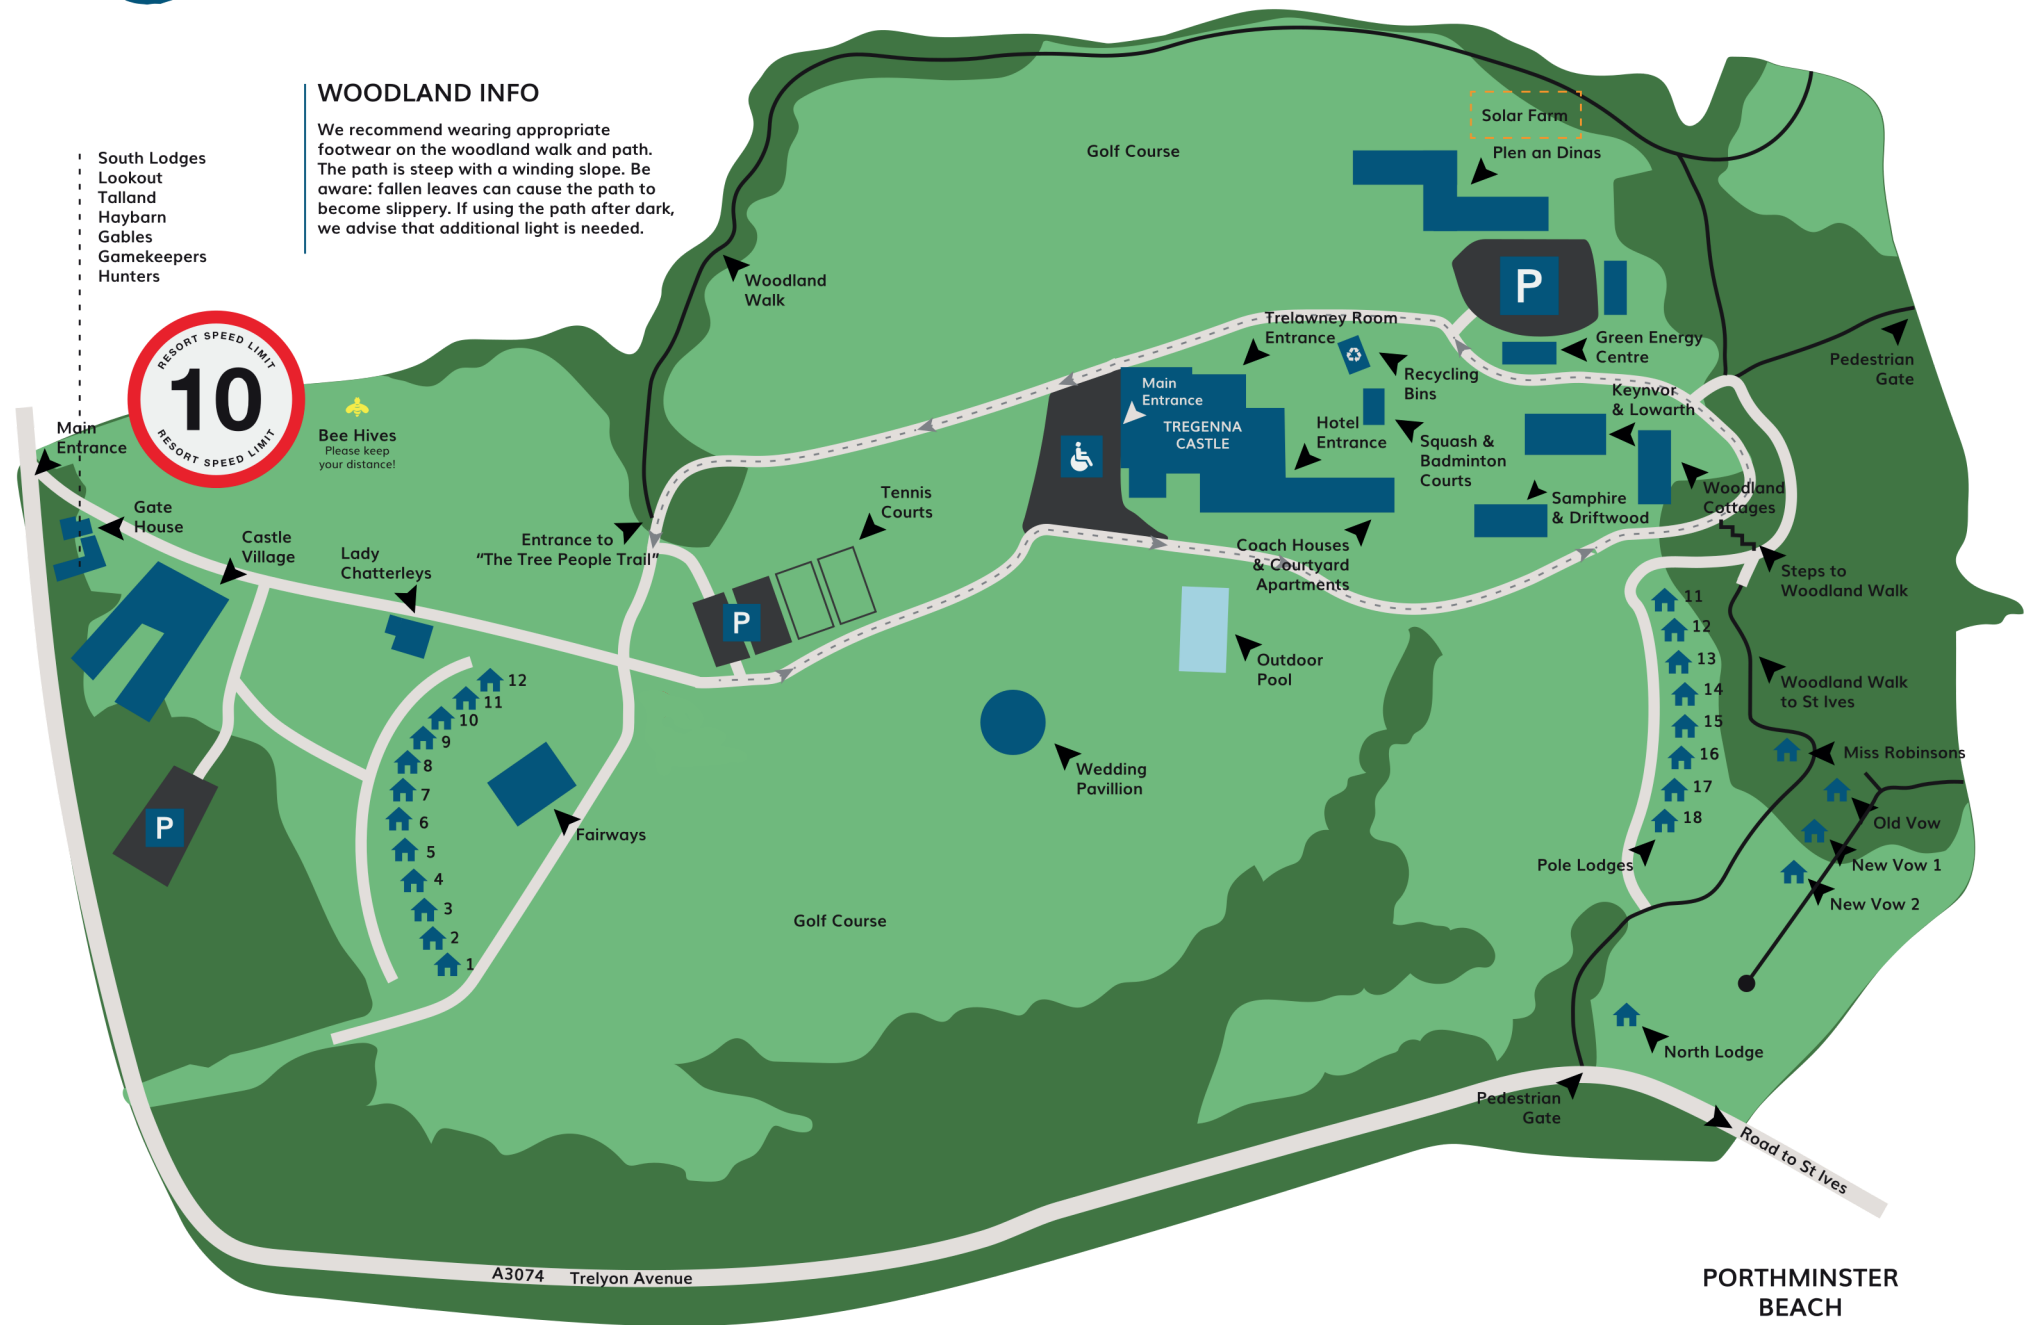 WOODLAND INFO
We recommend wearing appropriate
footwear on the woodland walk and path.
The path is steep with a winding slope. Be
aware: fallen leaves can cause the path to
become slippery. If using the path after dark,
we advise that additional light is needed.
South Lodges
Lookout
Talland
Haybarn
Gables
Gamekeepers
Hunters
RESORT SPEED LIMIT
10
RESORT SPEED LIMIT
Bee Hives
Please keep
your distance!
Main
Entrance
Gate
House
Castle
Village
Lady
Chatterleys
Woodland
Walk
Golf Course
Solar Farm
Plen an Dinas
P
Green Energy
Centre
Pedestrian
Gate
Trelawney Room
Entrance
Recycling
Bins
Keynvor
& Lowarth
Main
Entrance
TREGENNA
CASTLE
Hotel
Entrance
Squash &
Badminton
Courts
Samphire
& Driftwood
Woodland
Cottages
Tennis
Courts
Entrance to
“The Tree People Trail”
Coach Houses
& Courtyard
Apartments
Steps to
Woodland Walk
P
Outdoor
Pool
Wedding
Pavillion
11
12
13
14
15
16
17
18
Woodland Walk
to St Ives
Miss Robinsons
Old Vow
New Vow 1
New Vow 2
Pole Lodges
12
11
10
9
8
7
6
5
4
3
2
1
P
Fairways
Golf Course
North Lodge
Pedestrian
Gate
Road to St Ives
A3074 Trelyon Avenue
PORTHMINSTER
BEACH